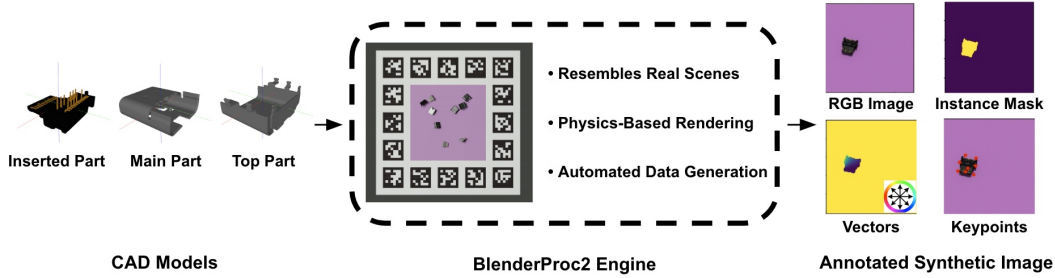 Inserted Part
Main Part
Top Part
CAD Models
• Resembles Real Scenes
• Physics-Based Rendering
• Automated Data Generation
BlenderProc2 Engine
RGB Image
Instance Mask
Vectors
Keypoints
Annotated Synthetic Image